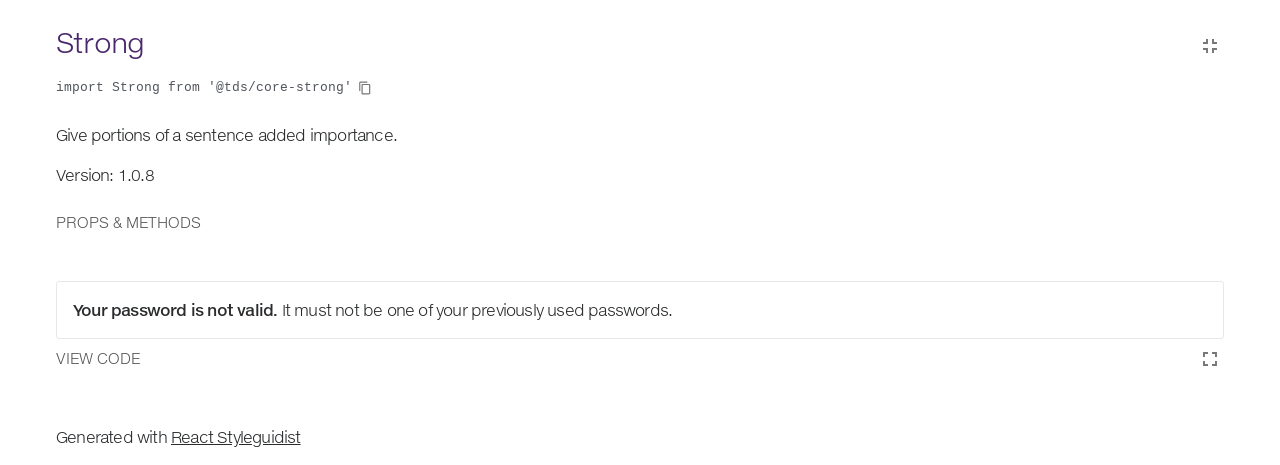 Strong
import Strong from '@tds/core-strong'
Give portions of a sentence added importance.
Version: 1.0.8
PROPS & METHODS
Your password is not valid. It must not be one of your previously used passwords.
VIEW CODE
Generated with React Styleguidist